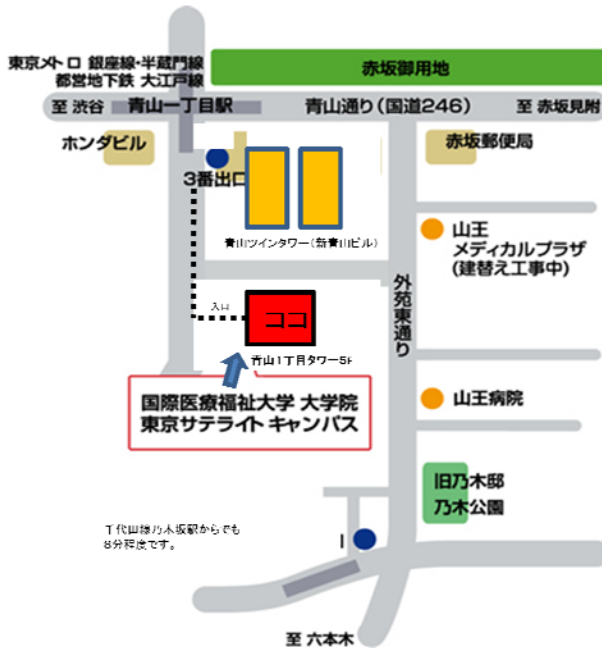 東京メトロ 銀座線・半蔵門線
都営地下鉄 大江戸線
赤坂御用地
至 渋谷
青山一丁目駅
青山通り(国道246)
至 赤坂見附
ホンダビル
赤坂郵便局
3番出口
山王
メディカルプラザ
(建替え工事中)
青山ツインタワー(新青山ビル)
外苑東通り
入口
ココ
青山1丁目タワー5F
国際医療福祉大学 大学院
東京サテライト キャンパス
山王病院
旧乃木邸
乃木公園
千代田線乃木坂駅からでも
8分程度です。
至 六本木